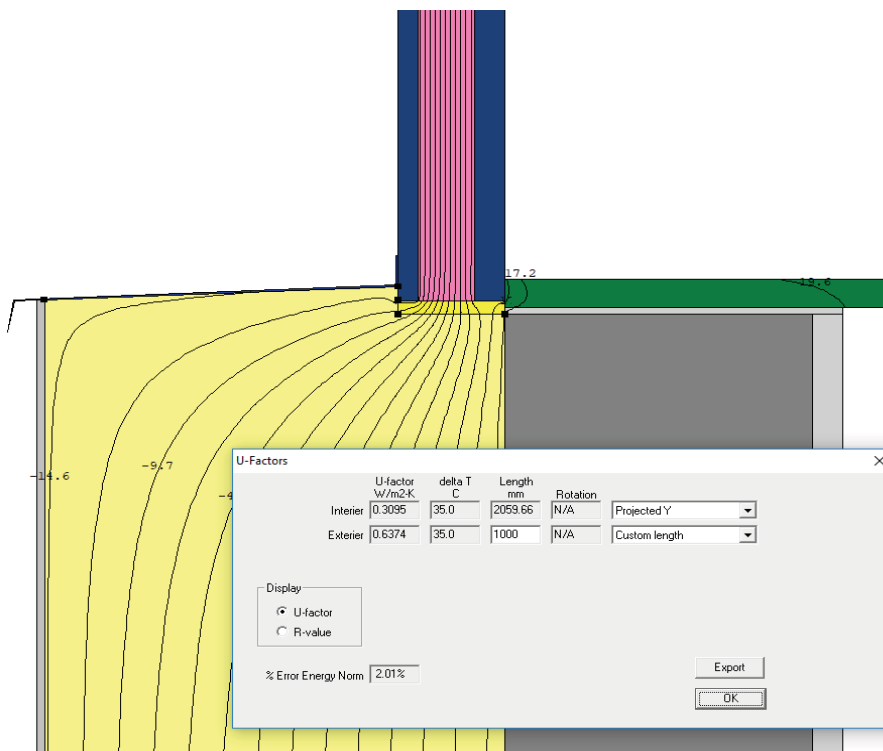 17.2
19.6
-9.7
-14.6
-4
U-Factors
U-factor delta T Length
W/m2-K C mm Rotation
Interier 0.3095 35.0 2059.66 N/A Projected Y
Exterier 0.6374 35.0 1000 N/A Custom length
Display
U-factor
R-value
% Error Energy Norm 2.01%
Export
OK